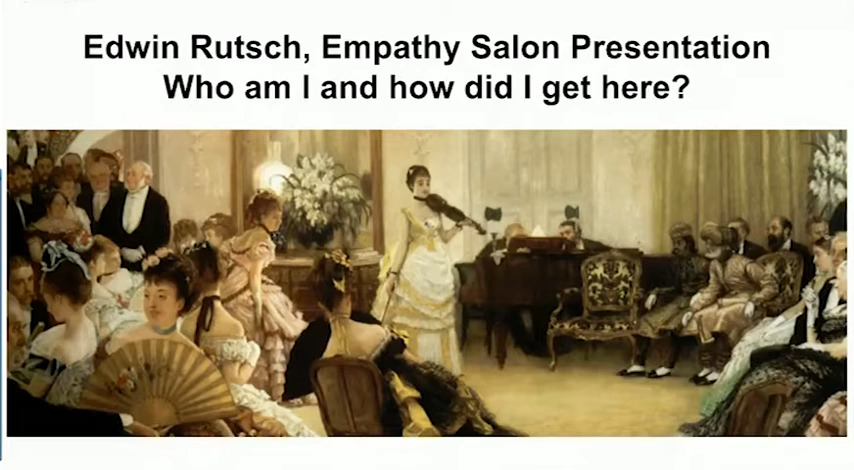 Edwin Rutsch, Empathy Salon Presentation
Who am I and how did I get here?